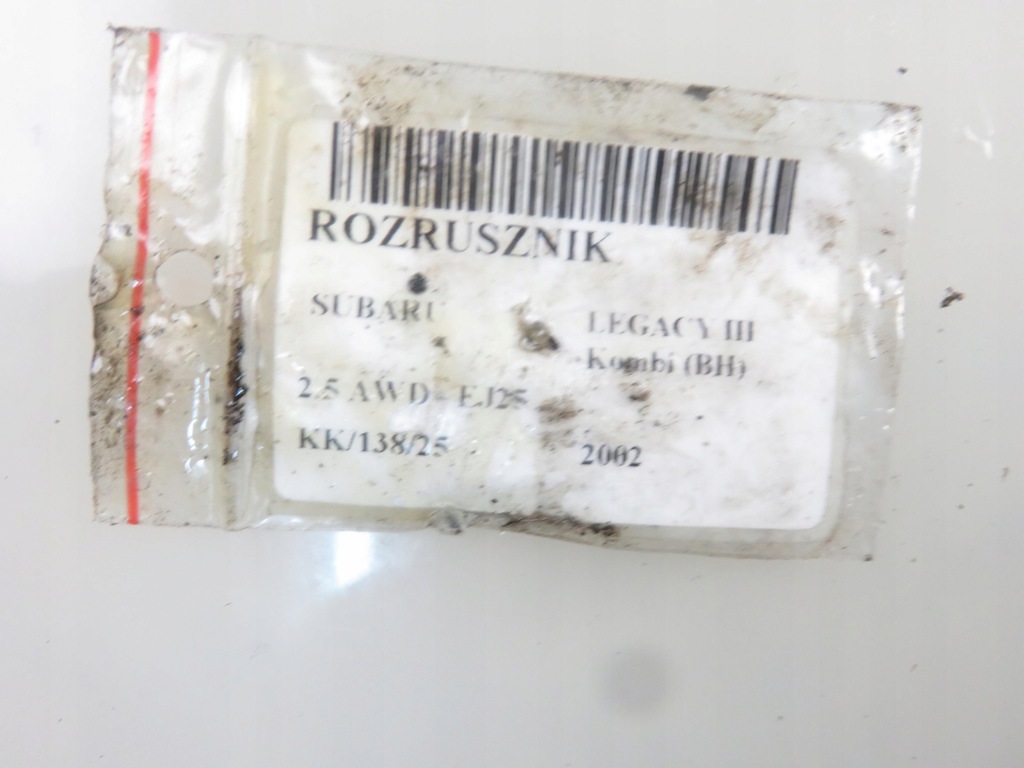 ROZRUSZNIK
SUBARU LEGACY III
Kombi (BH)
2.5 AWD - EJ25
KK/138/25 2002